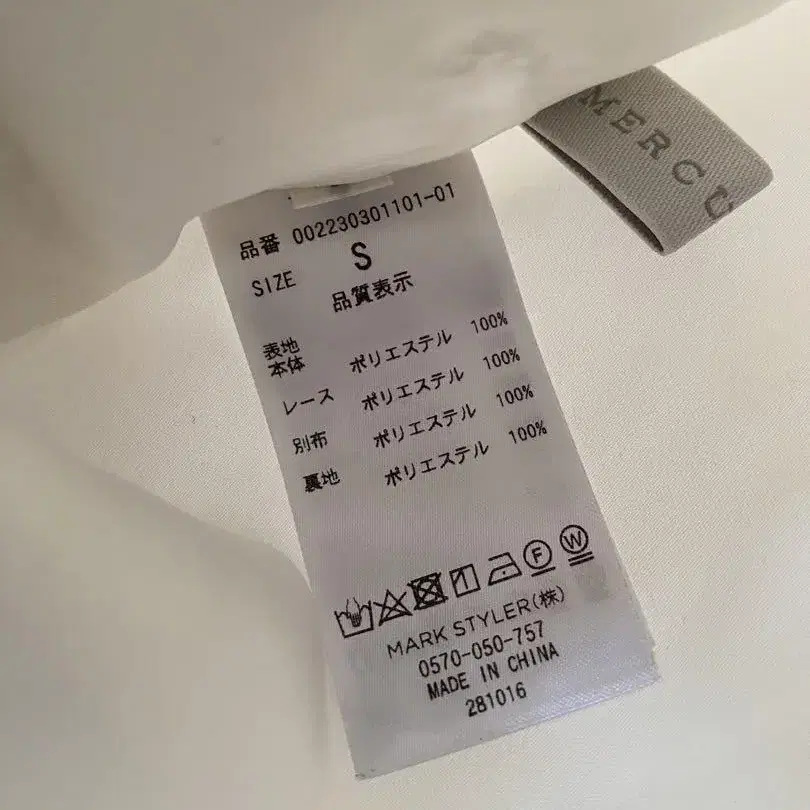 MERCU
品番 002230301101-01
SIZE S
品質表示
表地
本体 ポリエステル 100%
レース ポリエステル 100%
別布 ポリエステル 100%
裏地 ポリエステル 100%
F W
MARK STYLER(株)
0570-050-757
MADE IN CHINA
281016